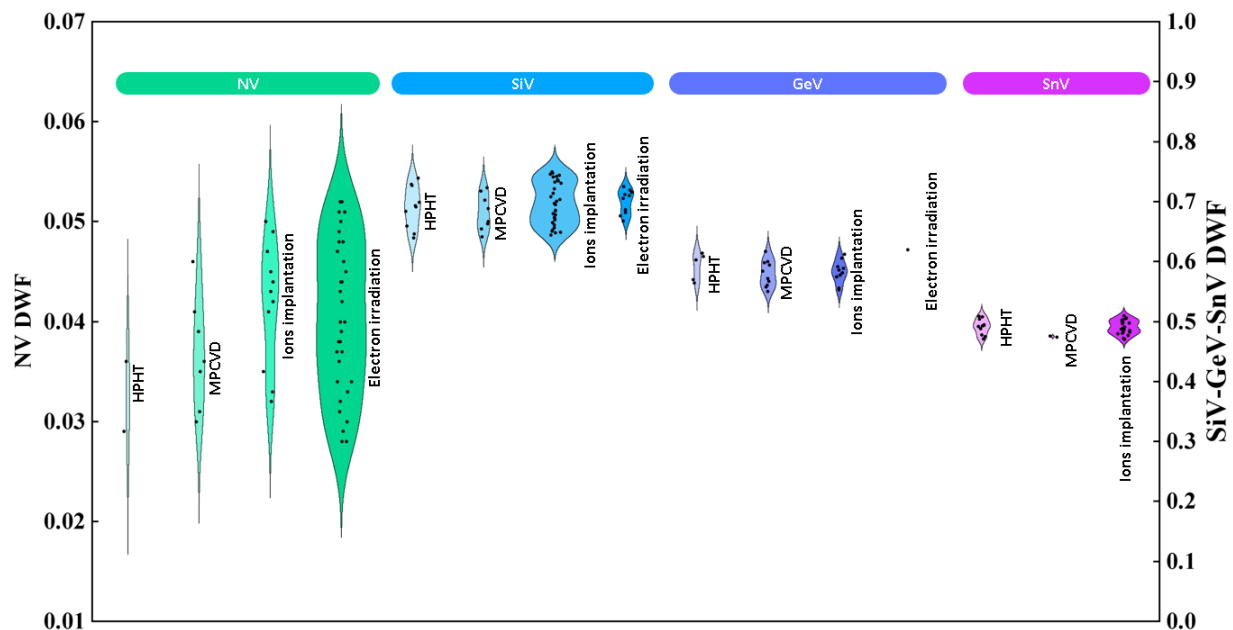 NV DWF
0.07
0.06
0.05
0.04
0.03
0.02
0.01
NV
SiV
GeV
SnV
HPHT
MPCVD
Ions implantation
Electron irradiation
HPHT
MPCVD
Ions implantation
Electron irradiation
HPHT
MPCVD
Ions implantation
Electron irradiation
HPHT
MPCVD
Ions implantation
1.0
0.9
0.8
0.7
0.6
0.5
0.4
0.3
0.2
0.1
0.0
SiV-GeV-SnV DWF